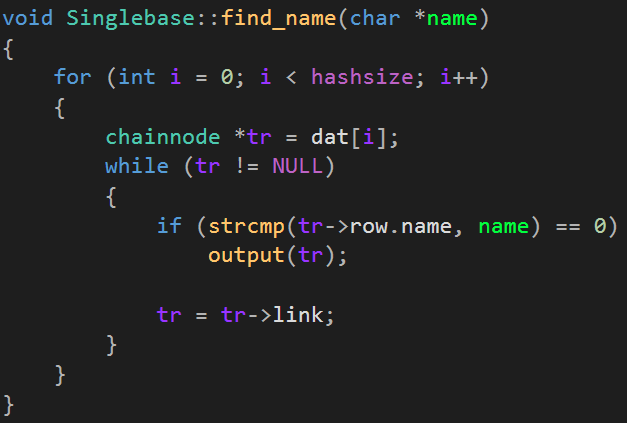 void Singlebase::find_name(char *name)
{
    for (int i = 0; i < hashsize; i++)
    {
        chainnode *tr = dat[i];
        while (tr != NULL)
        {
            if (strcmp(tr->row.name, name) == 0)
                output(tr);

            tr = tr->link;
        }
    }
}